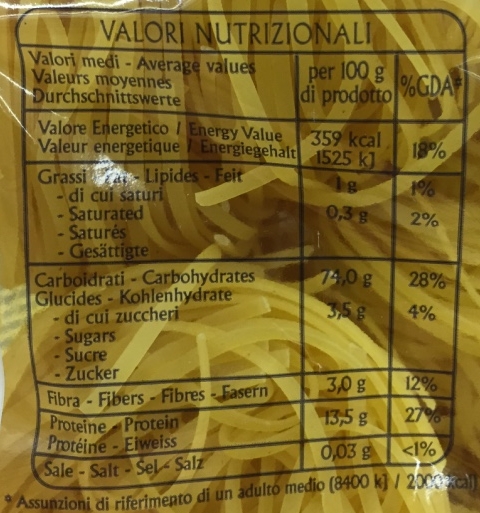 VALORI NUTRIZIONALI
Valori medi - Average values
Valeurs moyennes
Durchschnittswerte
per 100 g
di prodotto
%GDA*
Valore Energetico / Energy Value
Valeur energetique / Energiegehalt
359 kcal
1525 kJ
18%
Grassi - Fat - Lipides - Feit
1 g
1%
- di cui saturi
- Saturated
0,3 g
2%
- Saturés
- Gesättigte
Carboidrati - Carbohydrates
74,0 g
28%
Glucides - Kohlenhydrate
- di cui zuccheri
3,5 g
4%
- Sugars
- Sucre
- Zucker
Fibra - Fibers - Fibres - Fasern
3,0 g
12%
Proteine - Protein
Protéine - Eiweiss
13,5 g
27%
Sale - Salt - Sel - Salz
0,03 g
<1%
* Assunzioni di riferimento di un adulto medio (8400 kJ / 2000 kcal)